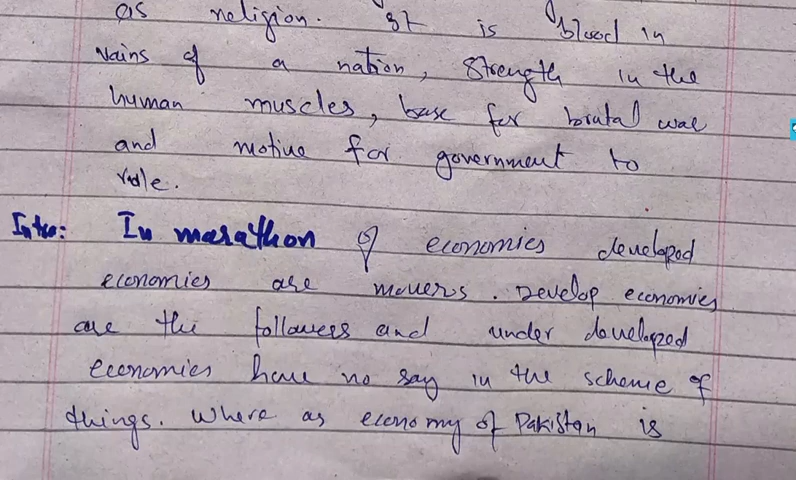 as religion. It is blood in
vains of a nation, strength in the
human muscles, base for brutal war
and motive for government to
rule.
Intro: In marathon of economies developed
economies are movers. Develop economies
are the followers and under developed
economies have no say in the scheme of
things. Where as economy of Pakistan is